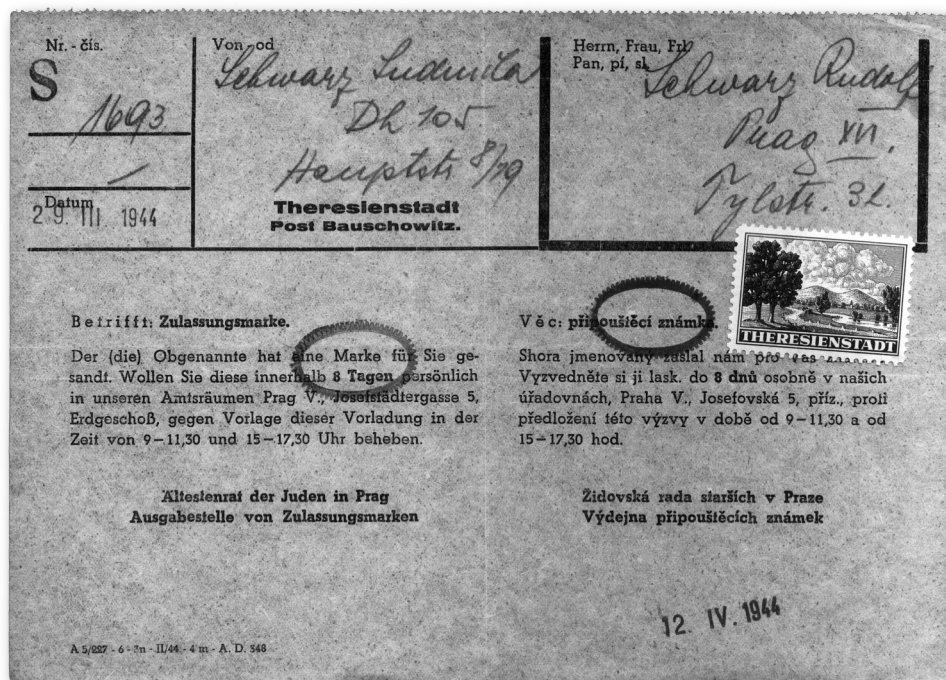 Nr. - čís.
S
1693
Datum
29. III. 1944
Von - od
Schwarz Ludmila
Dh 105
Hauptstr 8/29
Theresienstadt
Post Bauschowitz.
Herrn, Frau, Frl.
Pan, pí, sl.
Schwarz Rudolf
Prag XII.
Tylstr. 32.
THERESIENSTADT
Betrifft: Zulassungsmarke.
Der (die) Obgenannte hat eine Marke für Sie ge-
sandt. Wollen Sie diese innerhalb 8 Tagen persönlich
in unseren Amtsräumen Prag V., Josefstädtergasse 5,
Erdgeschoß, gegen Vorlage dieser Vorladung in der
Zeit von 9–11,30 und 15–17,30 Uhr beheben.
Ältestenrat der Juden in Prag
Ausgabestelle von Zulassungsmarken
Věc: připouštěcí známka.
Shora jmenovaný zaslal nám pro
Vyzvedněte si ji lask. do 8 dnů osobně v našich
úřadovnách, Praha V., Josefovská 5, příz., proti
předložení této výzvy v době od 9–11,30 a od
15–17,30 hod.
Židovská rada starších v Praze
Výdejna připouštěcích známek
12. IV. 1944
A 5/227 - 6 - 3n - II/44 - 4 m - A. D. 548